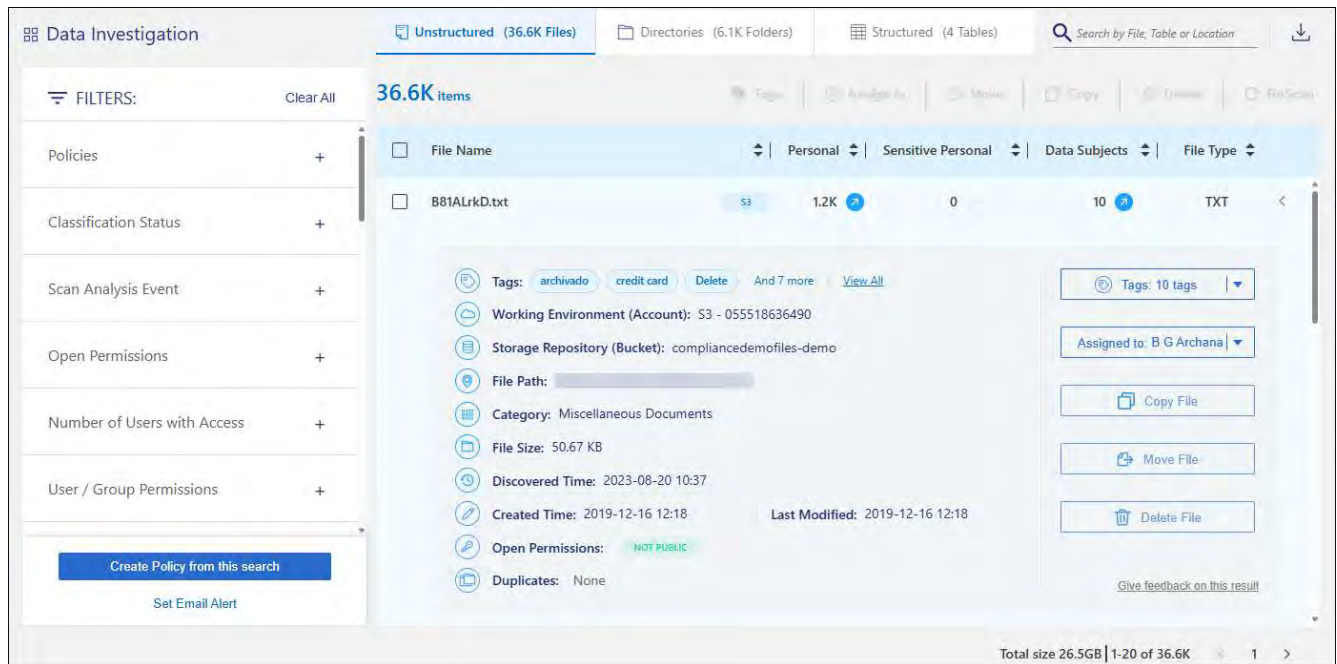 Data Investigation
Unstructured (36.6K Files)
Directories (6.1K Folders)
Structured (4 Tables)
Search by File, Table or Location
FILTERS:
Clear All
Policies +
Classification Status +
Scan Analysis Event +
Open Permissions +
Number of Users with Access +
User / Group Permissions +
Create Policy from this search
Set Email Alert
36.6K items
Tags
Assign to
Move
Copy
Delete
ReScan
File Name
Personal
Sensitive Personal
Data Subjects
File Type
B81ALrkD.txt S3 1.2K 0 10 TXT
Tags: archivado credit card Delete And 7 more View All
Working Environment (Account): S3 - 055518636490
Storage Repository (Bucket): compliancedemofiles-demo
File Path:
Category: Miscellaneous Documents
File Size: 50.67 KB
Discovered Time: 2023-08-20 10:37
Created Time: 2019-12-16 12:18 Last Modified: 2019-12-16 12:18
Open Permissions: NOT PUBLIC
Duplicates: None
Tags: 10 tags
Assigned to: B G Archana
Copy File
Move File
Delete File
Give feedback on this result
Total size 26.5GB | 1-20 of 36.6K < 1 >